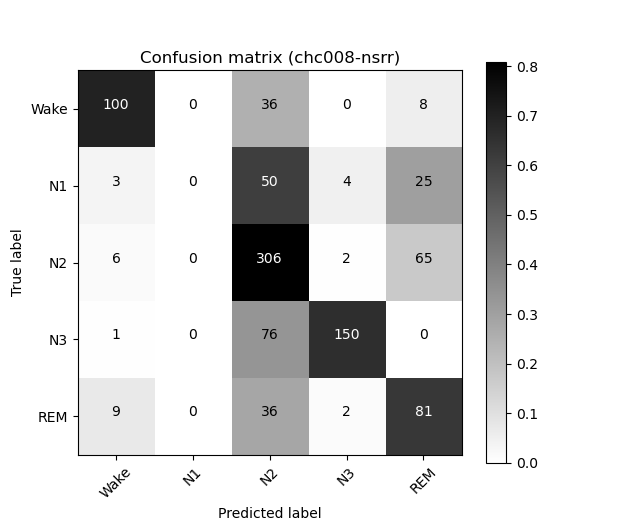 Confusion matrix (chc008-nsrr)
Wake 100 0 36 0 8
N1 3 0 50 4 25
N2 6 0 306 2 65
N3 1 0 76 150 0
REM 9 0 36 2 81
Wake N1 N2 N3 REM
Predicted label
True label
0.8
0.7
0.6
0.5
0.4
0.3
0.2
0.1
0.0